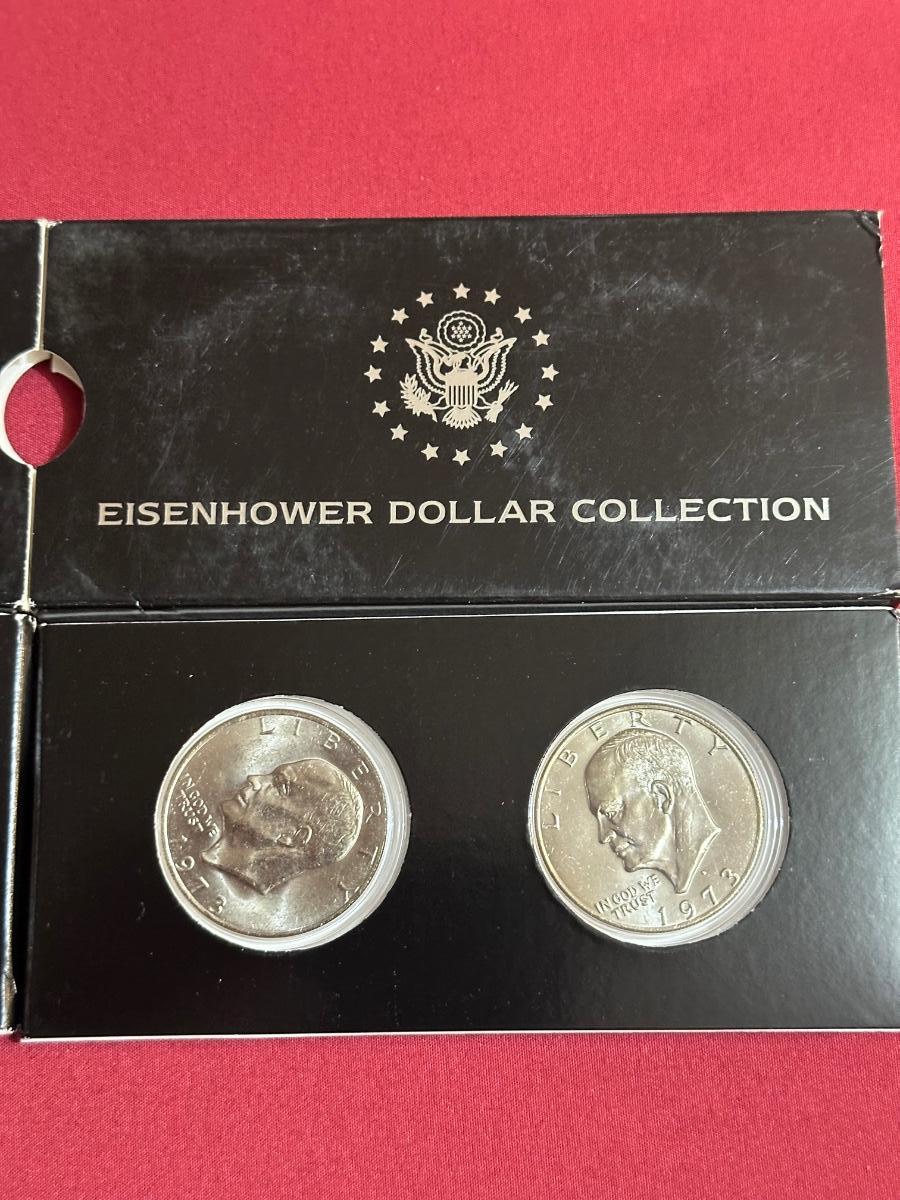 EISENHOWER DOLLAR COLLECTION
LIBERTY
IN GOD WE
TRUST
1973
LIBERTY
IN GOD WE
TRUST
1973